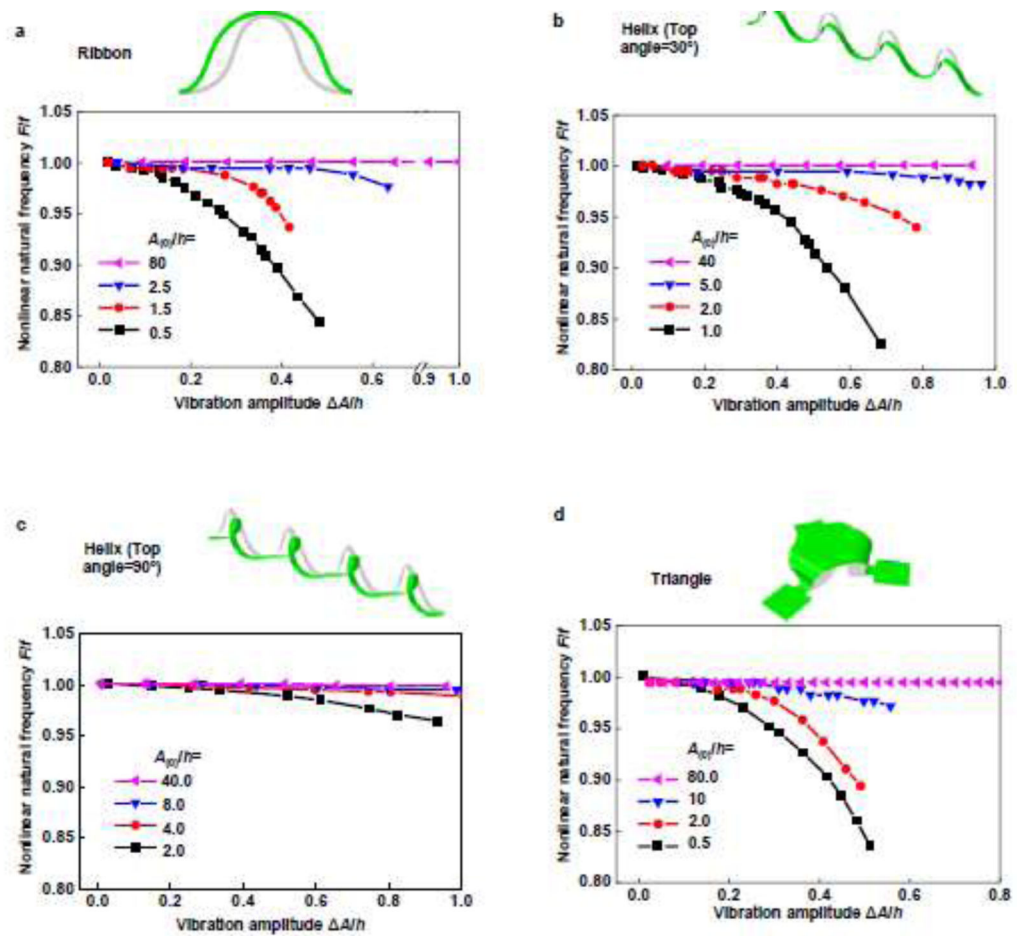 a
Ribbon
Nonlinear natural frequency F/f
1.05
1.00
0.95
0.90
0.85
0.80
A(0)/h=
80
2.5
1.5
0.5
0.0 0.2 0.4 0.6 0.9 1.0
Vibration amplitude ΔA/h
b
Helix (Top
angle=30°)
Nonlinear natural frequency F/f
1.05
1.00
0.95
0.90
0.85
0.80
A(0)/h=
40
5.0
2.0
1.0
0.0 0.2 0.4 0.6 0.8 1.0
Vibration amplitude ΔA/h
c
Helix (Top
angle=90°)
Nonlinear natural frequency F/f
1.05
1.00
0.95
0.90
0.85
0.80
A(0)/h=
40.0
8.0
4.0
2.0
0.0 0.2 0.4 0.6 0.8 1.0
Vibration amplitude ΔA/h
d
Triangle
Nonlinear natural frequency F/f
1.05
1.00
0.95
0.90
0.85
0.80
A(0)/h=
80.0
10
2.0
0.5
0.0 0.2 0.4 0.6 0.8
Vibration amplitude ΔA/h